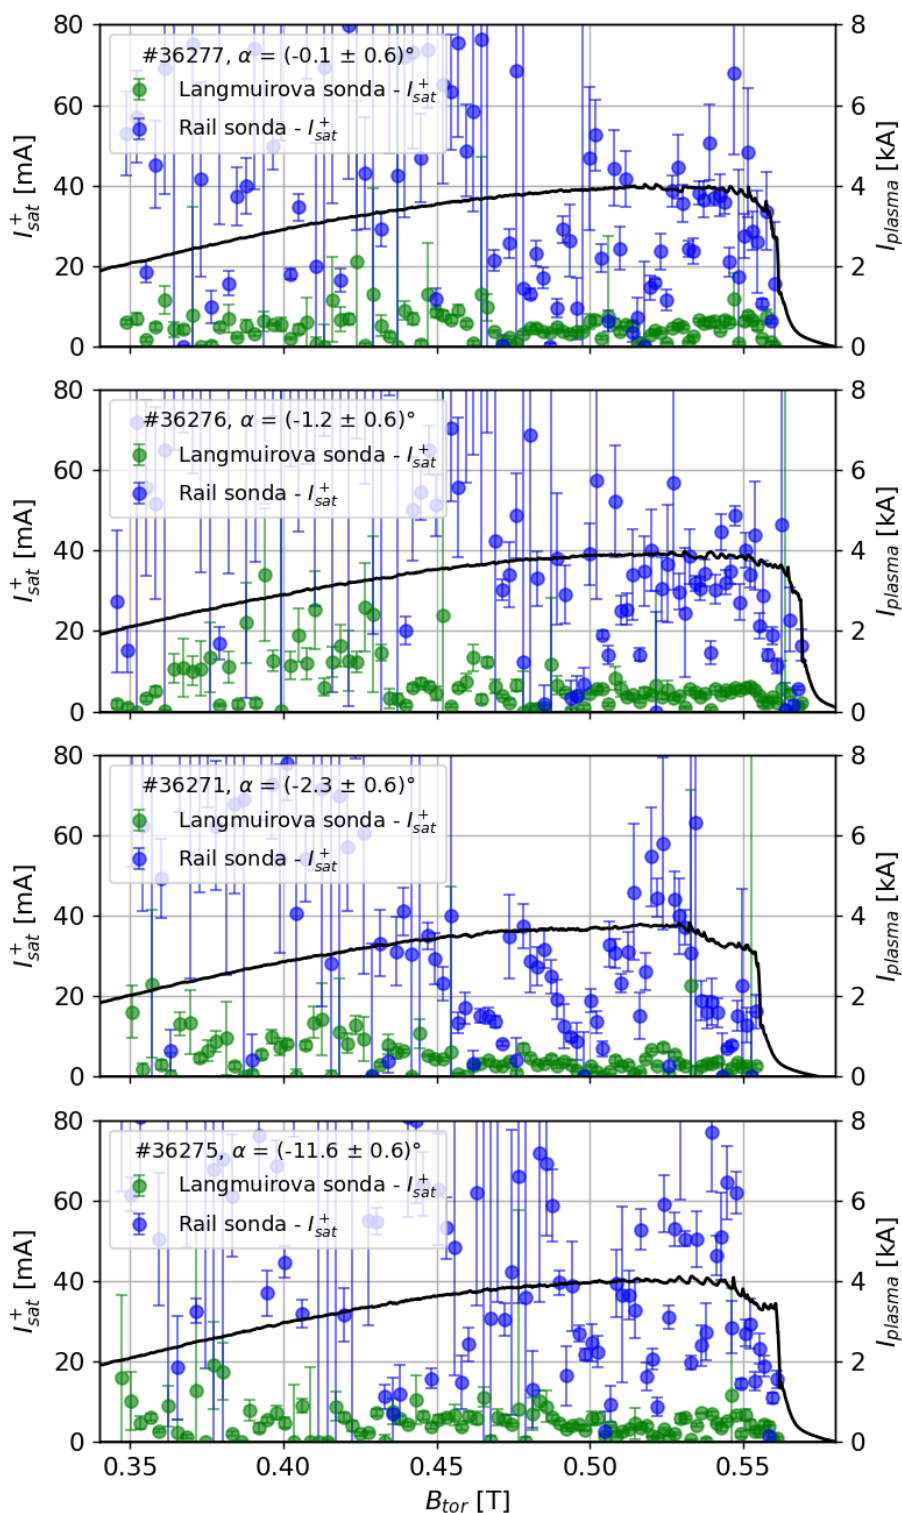 #36277, α = (-0.1 ± 0.6)°
Langmuirova sonda - I⁺sat
Rail sonda - I⁺sat
80
60
40
20
0
I⁺sat [mA]
8
6
4
2
0
Iplasma [kA]
#36276, α = (-1.2 ± 0.6)°
Langmuirova sonda - I⁺sat
Rail sonda - I⁺sat
80
60
40
20
0
I⁺sat [mA]
8
6
4
2
0
Iplasma [kA]
#36271, α = (-2.3 ± 0.6)°
Langmuirova sonda - I⁺sat
Rail sonda - I⁺sat
80
60
40
20
0
I⁺sat [mA]
8
6
4
2
0
Iplasma [kA]
#36275, α = (-11.6 ± 0.6)°
Langmuirova sonda - I⁺sat
Rail sonda - I⁺sat
80
60
40
20
0
I⁺sat [mA]
8
6
4
2
0
Iplasma [kA]
0.35 0.40 0.45 0.50 0.55
Btor [T]